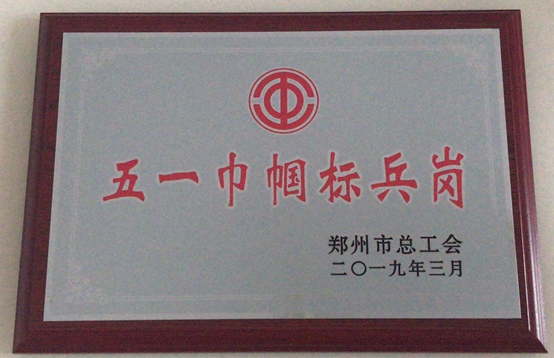 五一巾帼标兵岗
郑州市总工会
二〇一九年三月